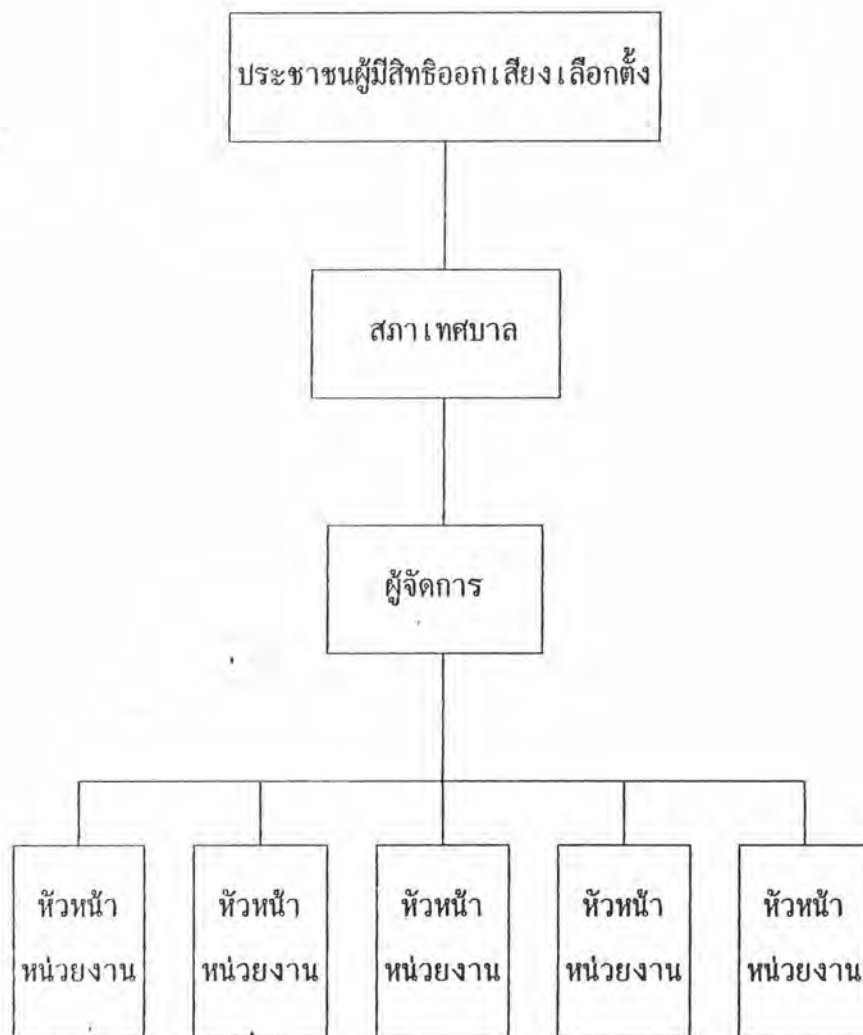 ประชาชนผู้มีสิทธิออกเสียงเลือกตั้ง
สภาเทศบาล
ผู้จัดการ
หัวหน้า
หน่วยงาน
หัวหน้า
หน่วยงาน
หัวหน้า
หน่วยงาน
หัวหน้า
หน่วยงาน
หัวหน้า
หน่วยงาน